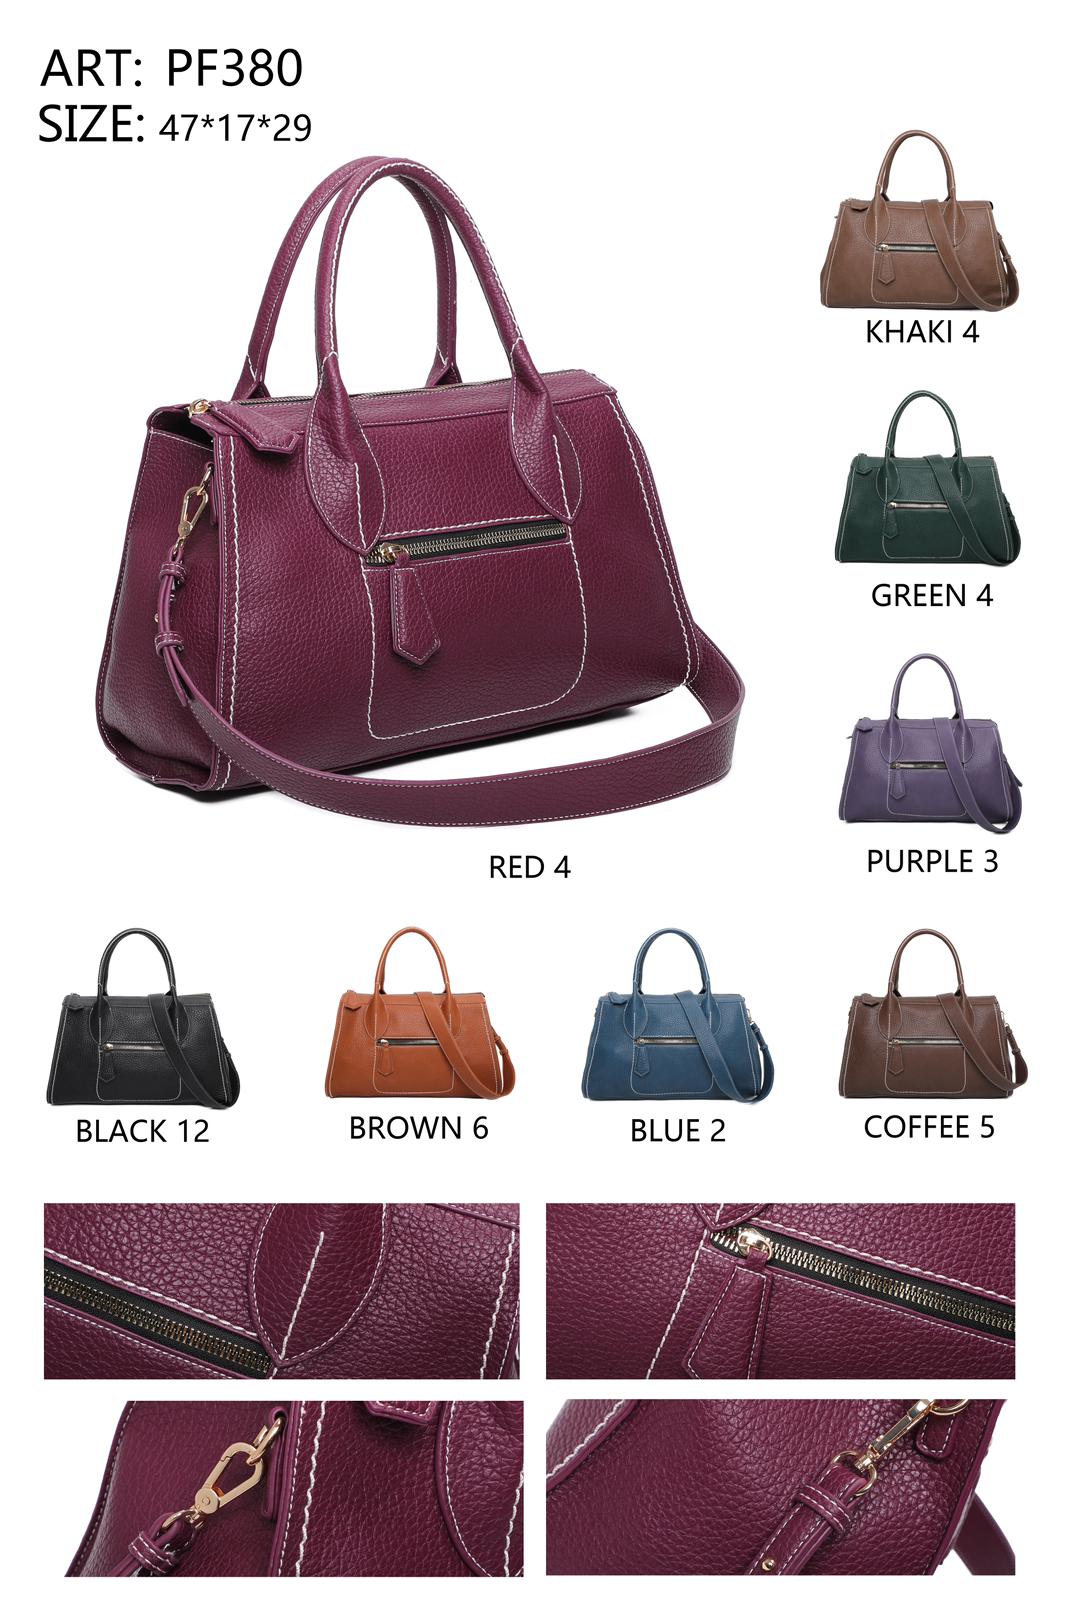 ART: PF380
SIZE: 47*17*29
KHAKI 4
GREEN 4
PURPLE 3
RED 4
BLACK 12
BROWN 6
BLUE 2
COFFEE 5